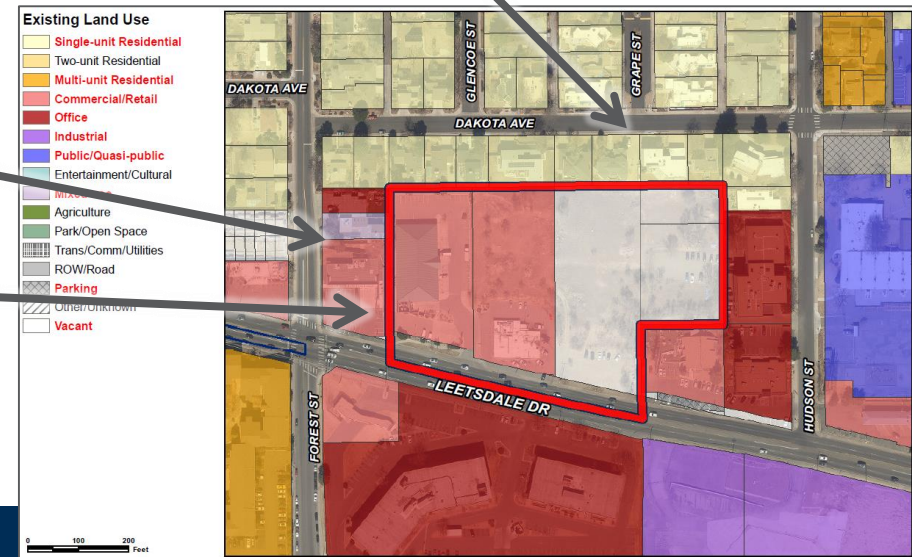 Existing Land Use
Single-unit Residential
Two-unit Residential
Multi-unit Residential
Commercial/Retail
Office
Industrial
Public/Quasi-public
Entertainment/Cultural
Agriculture
Park/Open Space
Trans/Comm/Utilities
ROW/Road
Parking
Other/Unknown
Vacant
0 100 200
Feet
GLENCOE ST
GRAPE ST
DAKOTA AVE
DAKOTA AVE
LEETSDALE DR
FOREST ST
HUDSON ST